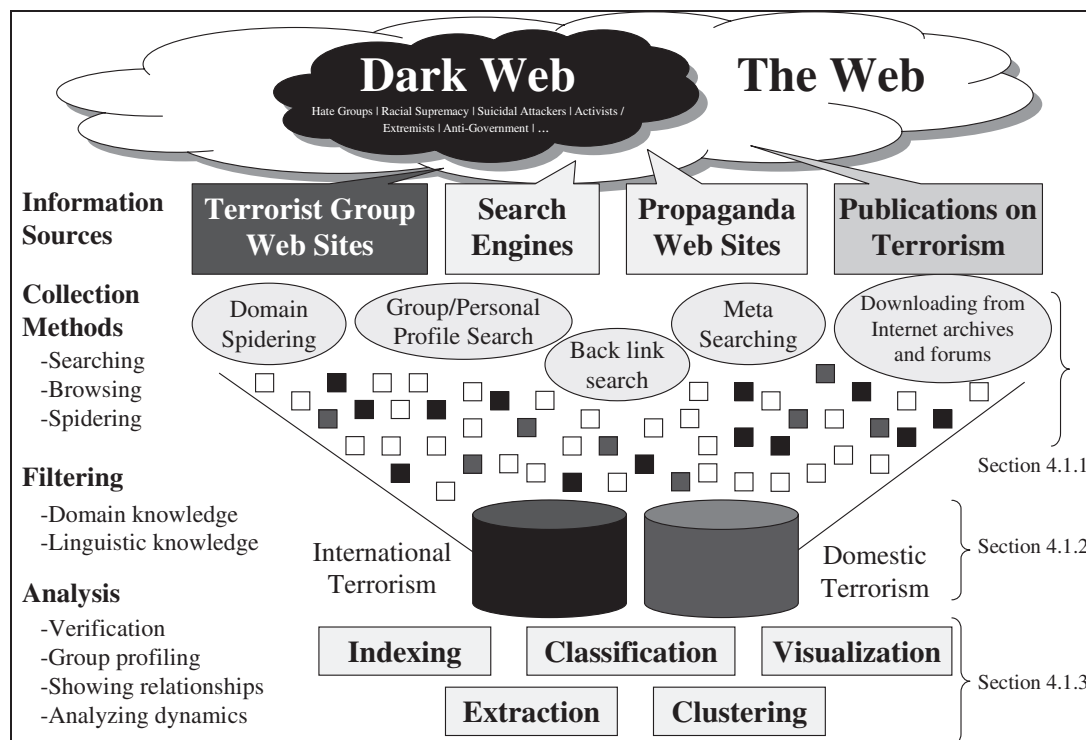 Dark Web
The Web
Hate Groups | Racial Supremacy | Suicidal Attackers | Activists /
Extremists | Anti-Government | ...
Information
Sources
Terrorist Group
Web Sites
Search
Engines
Propaganda
Web Sites
Publications on
Terrorism
Collection
Methods
-Searching
-Browsing
-Spidering
Domain
Spidering
Group/Personal
Profile Search
Back link
search
Meta
Searching
Downloading from
Internet archives
and forums
Section 4.1.1
Filtering
-Domain knowledge
-Linguistic knowledge
International
Terrorism
Domestic
Terrorism
Section 4.1.2
Analysis
-Verification
-Group profiling
-Showing relationships
-Analyzing dynamics
Indexing
Classification
Visualization
Extraction
Clustering
Section 4.1.3